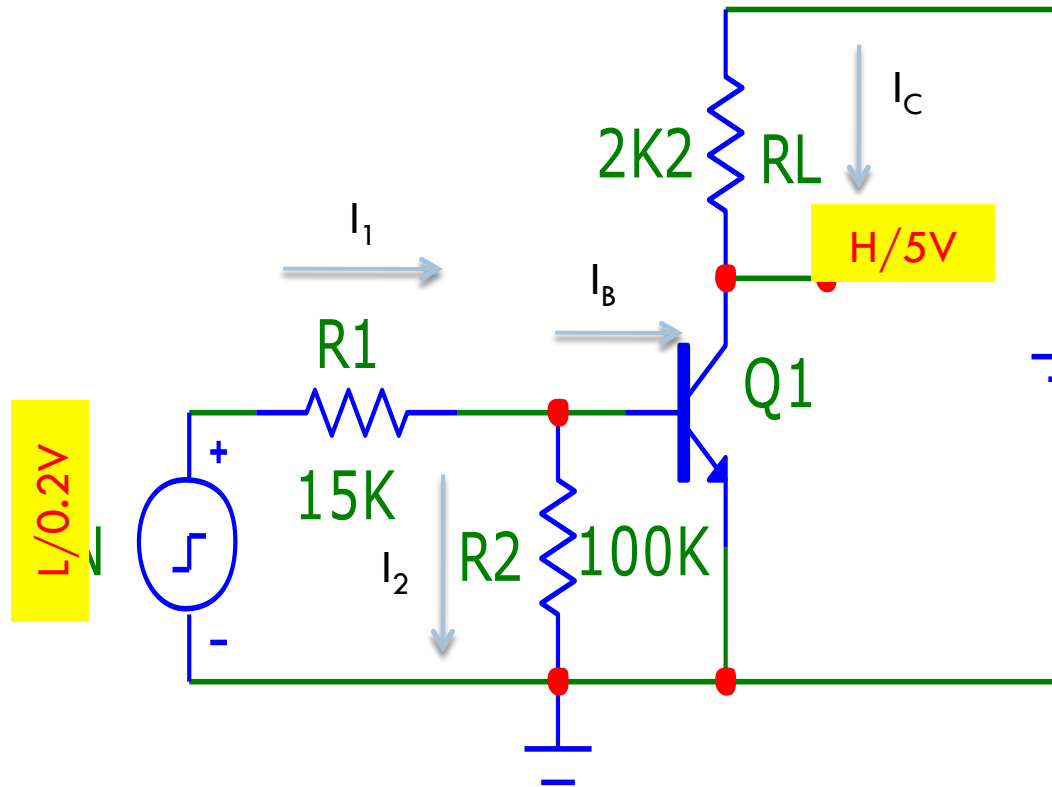 I_C
2K2
RL
H/5V
I_1
I_B
R1
Q1
L/0.2V
15K
R2
100K
I_2
+
-